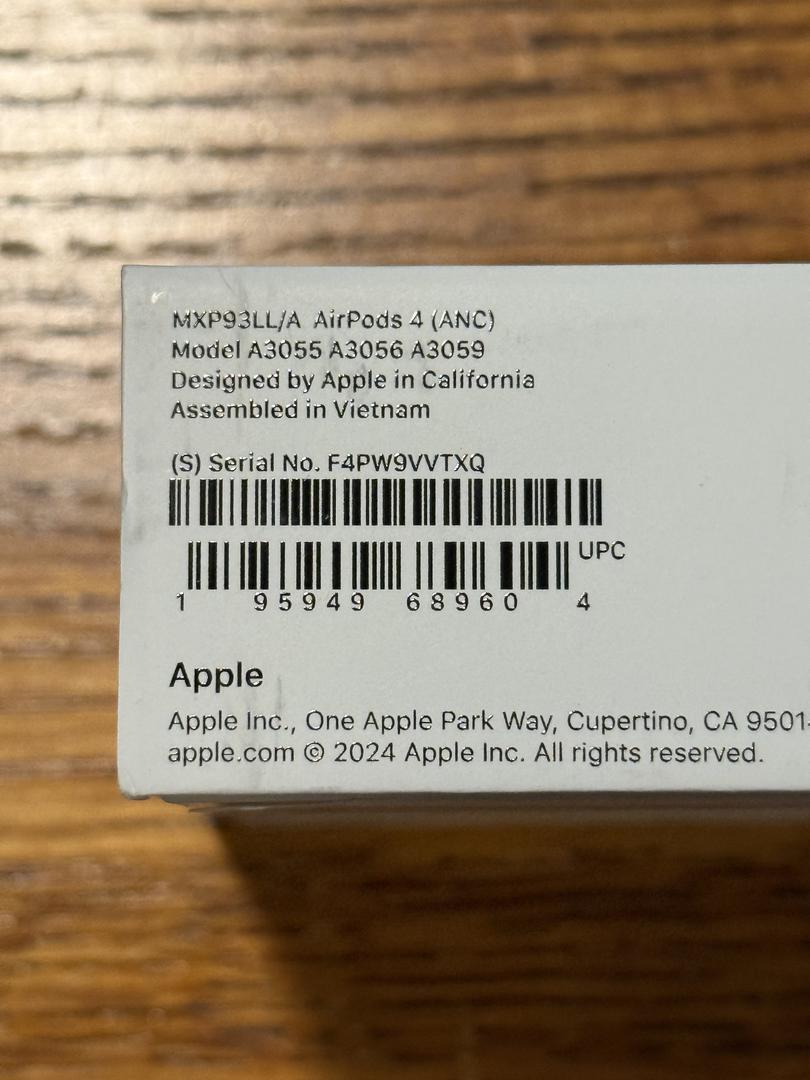 MXP93LL/A AirPods 4 (ANC)
Model A3055 A3056 A3059
Designed by Apple in California
Assembled in Vietnam
(S) Serial No. F4PW9VVTXQ
UPC
1 95949 68960 4
Apple
Apple Inc., One Apple Park Way, Cupertino, CA 9501
apple.com © 2024 Apple Inc. All rights reserved.